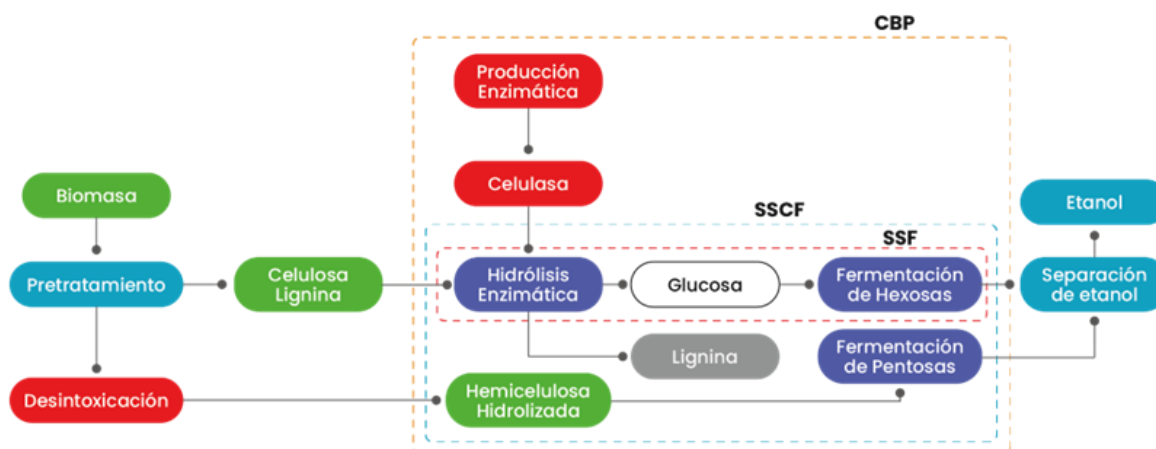 CBP
Producción
Enzimática
Celulasa
Biomasa
Etanol
SSCF
SSF
Pretratamiento
Celulosa
Lignina
Hidrólisis
Enzimática
Glucosa
Fermentación
de Hexosas
Separación
de etanol
Lignina
Fermentación
de Pentosas
Desintoxicación
Hemicelulosa
Hidrolizada